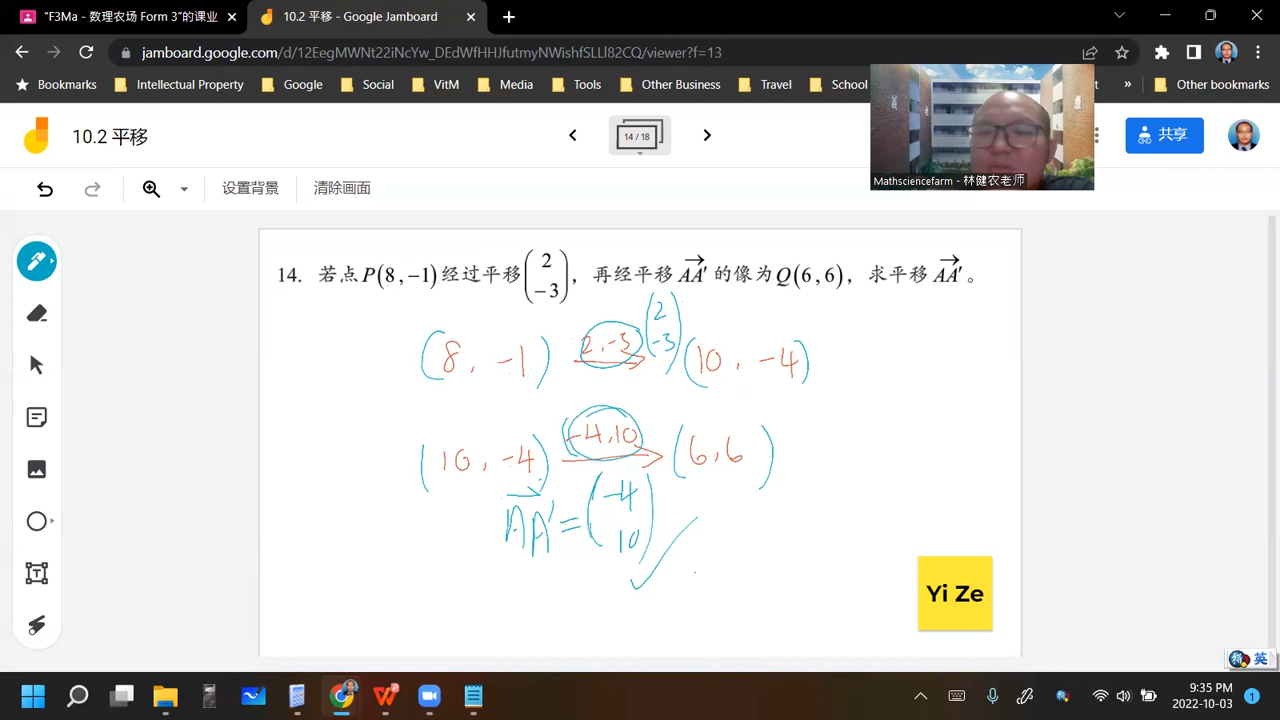 "F3Ma - 数理农场 Form 3"的课业
10.2 平移 - Google Jamboard
jamboard.google.com/d/12EegMWNt22iNcYw_DEdWfHHJfutmyNWishfSLLl82CQ/viewer?f=13
Bookmarks Intellectual Property Google Social VitM Media Tools Other Business Travel School » Other bookmarks
10.2 平移
14 / 18
共享
设置背景 清除画面
Mathsciencefarm - 林健农老师
14. 若点 P(8, −1) 经过平移 (2 −3), 再经平移 AA' 的像为 Q(6, 6), 求平移 AA'。
(8, -1) 2, -3 (2 -3) (10, -4)
(10, -4) -4, 10 (6, 6)
AA' = (-4 10)
Yi Ze
英
9:35 PM
2022-10-03
1